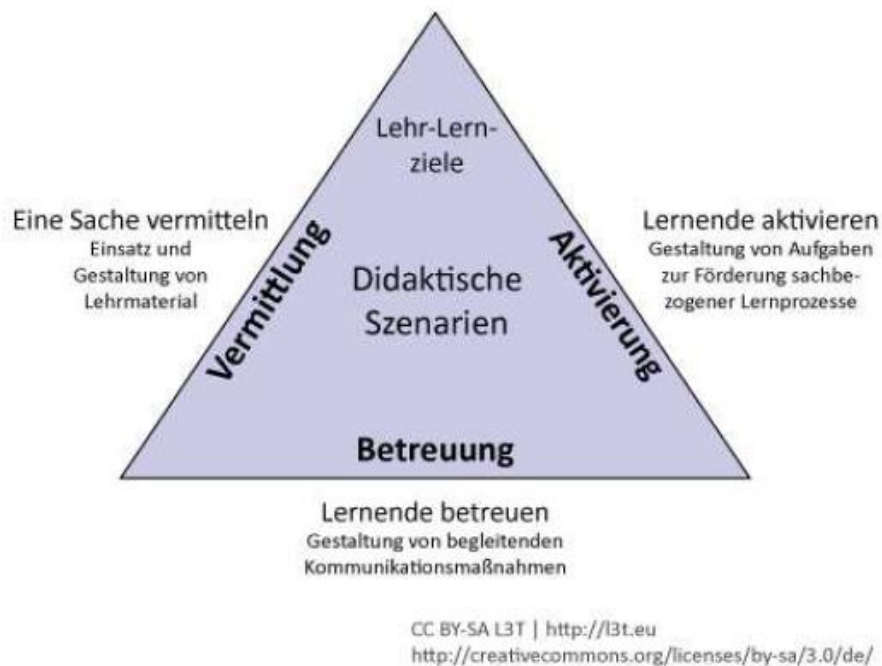 Lehr-Lern-
ziele
Eine Sache vermitteln
Einsatz und
Gestaltung von
Lehrmaterial
Vermittlung
Didaktische
Szenarien
Aktivierung
Lernende aktivieren
Gestaltung von Aufgaben
zur Förderung sachbe-
zogener Lernprozesse
Betreuung
Lernende betreuen
Gestaltung von begleitenden
Kommunikationsmaßnahmen
CC BY-SA L3T | http://l3t.eu
http://creativecommons.org/licenses/by-sa/3.0/de/